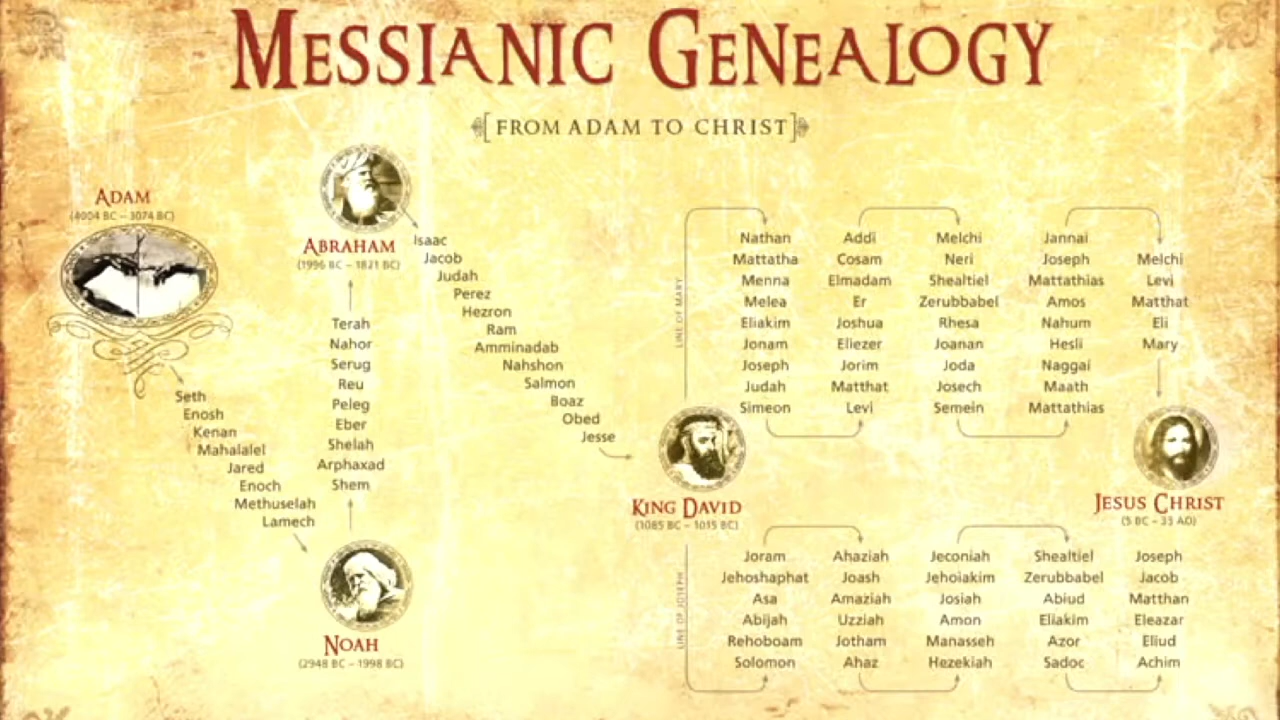 MESSIANIC GENEALOGY
[FROM ADAM TO CHRIST]
ADAM
(4004 BC – 3074 BC)
Seth
Enosh
Kenan
Mahalalel
Jared
Enoch
Methuselah
Lamech
NOAH
(2948 BC – 1998 BC)
Terah
Nahor
Serug
Reu
Peleg
Eber
Shelah
Arphaxad
Shem
ABRAHAM
(1996 BC – 1821 BC)
Isaac
Jacob
Judah
Perez
Hezron
Ram
Amminadab
Nahshon
Salmon
Boaz
Obed
Jesse
KING DAVID
(1085 BC – 1015 BC)
LINE OF MARY
Nathan
Mattatha
Menna
Melea
Eliakim
Jonam
Joseph
Judah
Simeon
Addi
Cosam
Elmadam
Er
Joshua
Eliezer
Jorim
Matthat
Levi
Melchi
Neri
Shealtiel
Zerubbabel
Rhesa
Joanan
Joda
Josech
Semein
Jannai
Joseph
Mattathias
Amos
Nahum
Hesli
Naggai
Maath
Mattathias
Melchi
Levi
Matthat
Eli
Mary
LINE OF JOSEPH
Joram
Jehoshaphat
Asa
Abijah
Rehoboam
Solomon
Ahaziah
Joash
Amaziah
Uzziah
Jotham
Ahaz
Jeconiah
Jehoiakim
Josiah
Amon
Manasseh
Hezekiah
Shealtiel
Zerubbabel
Abiud
Eliakim
Azor
Sadoc
Joseph
Jacob
Matthan
Eleazar
Eliud
Achim
JESUS CHRIST
(5 BC – 33 AD)